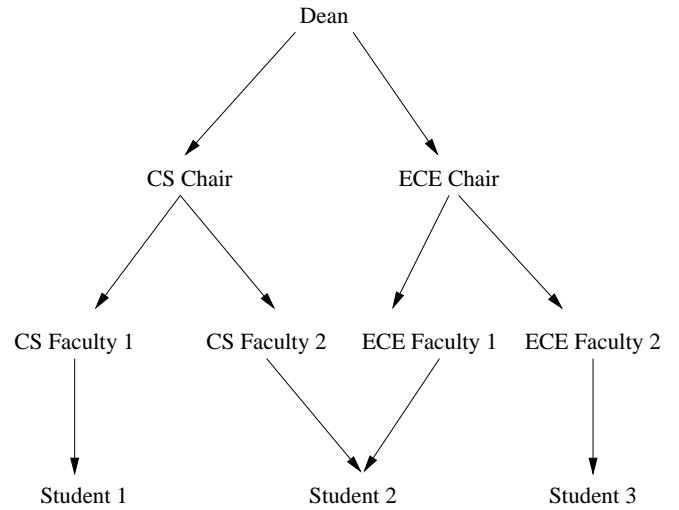 Dean
CS Chair
ECE Chair
CS Faculty 1
CS Faculty 2
ECE Faculty 1
ECE Faculty 2
Student 1
Student 2
Student 3